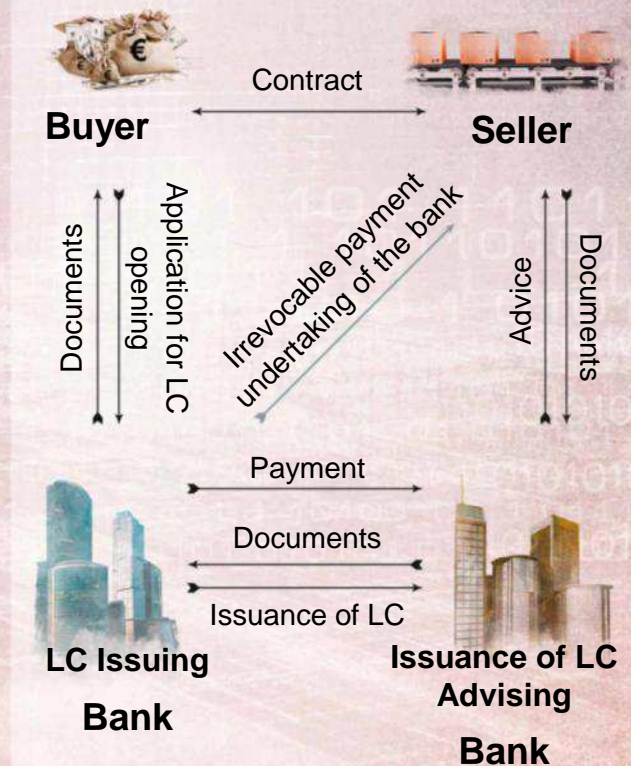 €
€
Contract
Buyer
Seller
Documents
Application for LC
opening
Irrevocable payment
undertaking of the bank
Advice
Documents
Payment
Documents
Issuance of LC
LC Issuing
Bank
Issuance of LC
Advising
Bank